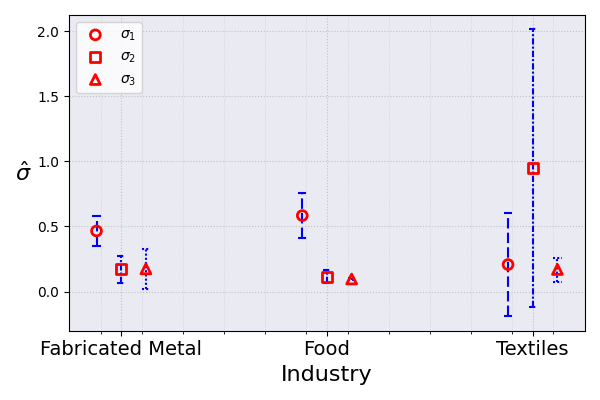 2.0
1.5
1.0
0.5
0.0
σ̂
σ₁
σ₂
σ₃
Fabricated Metal Food Textiles
Industry